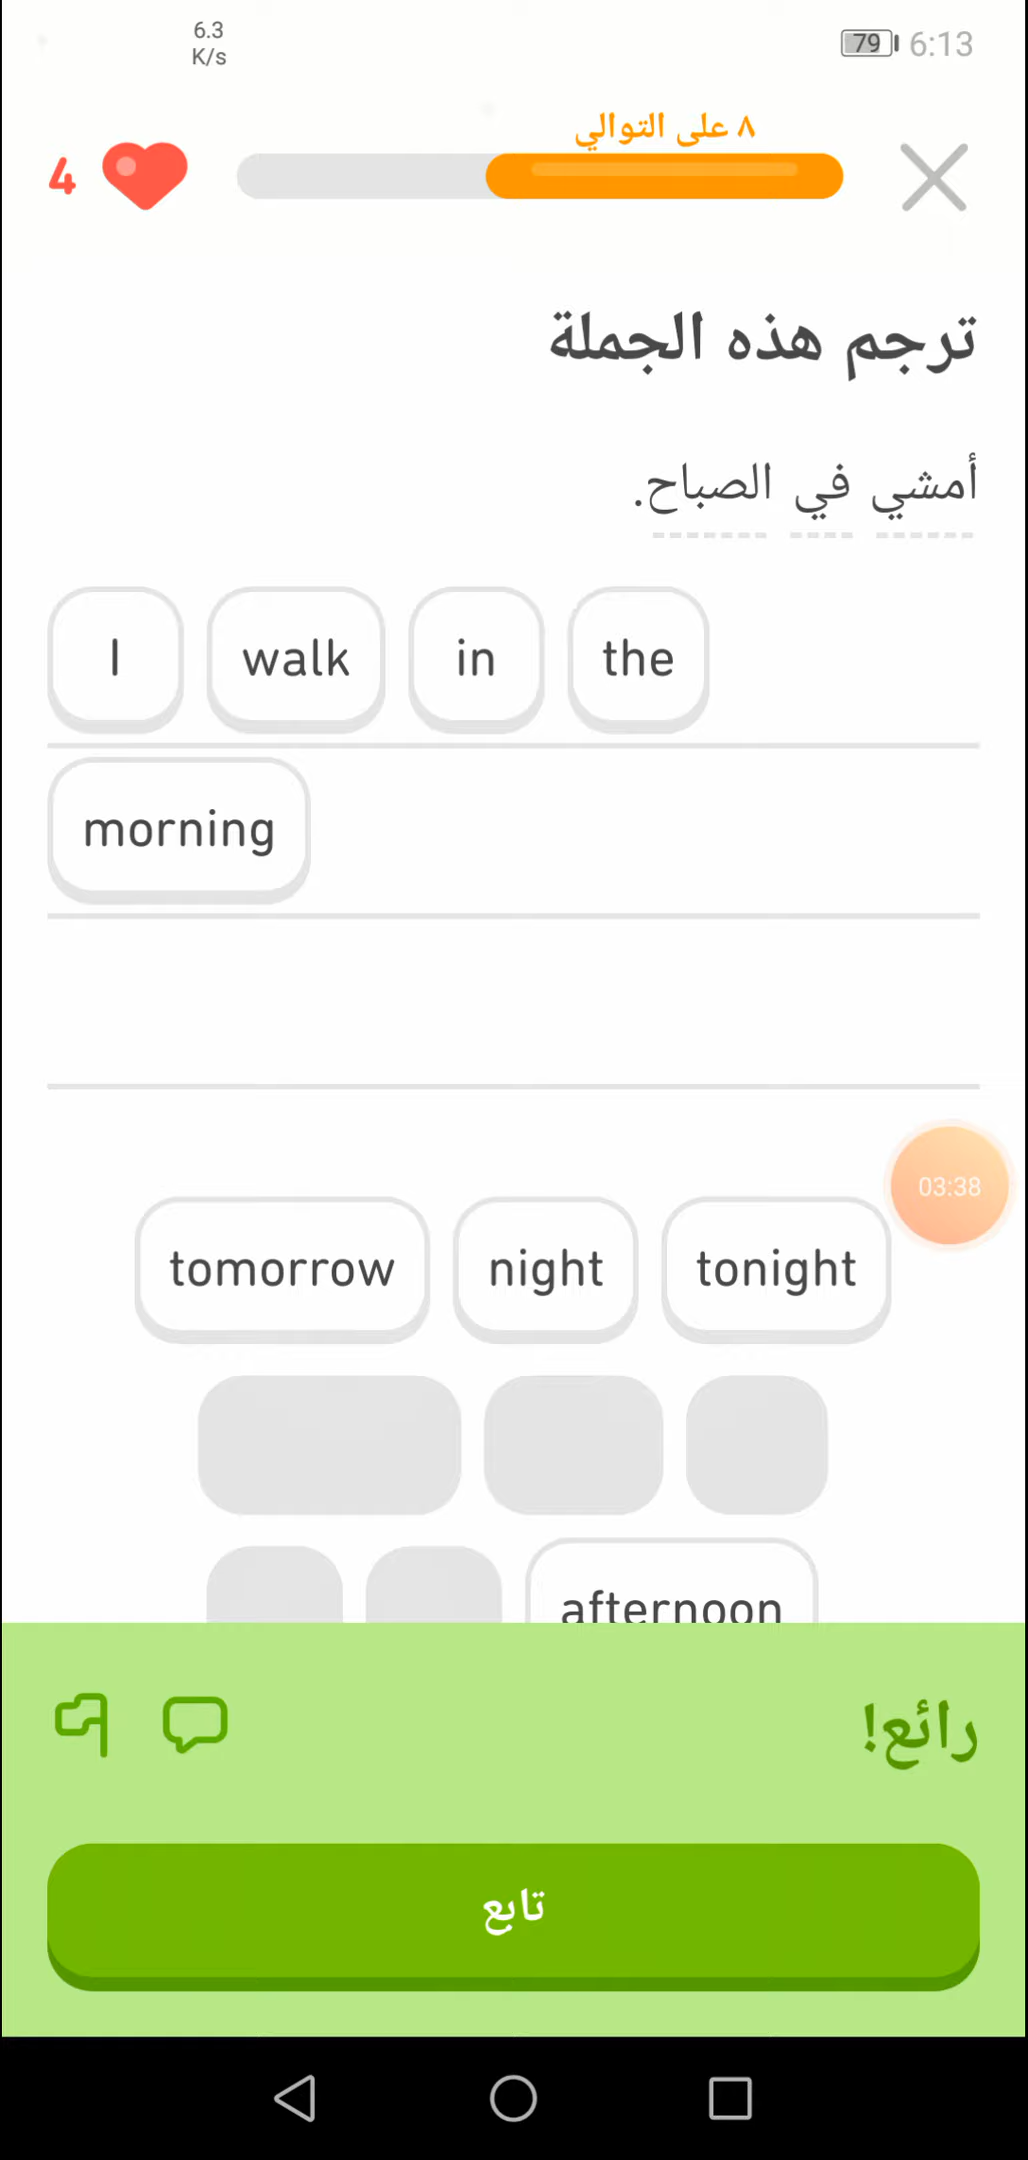 6.3
K/s
79 6:13
٨ على التوالي
4
ترجم هذه الجملة
أمشي في الصباح.
I walk in the
morning
03:38
tomorrow night tonight
afternoon
رائع!
تابع